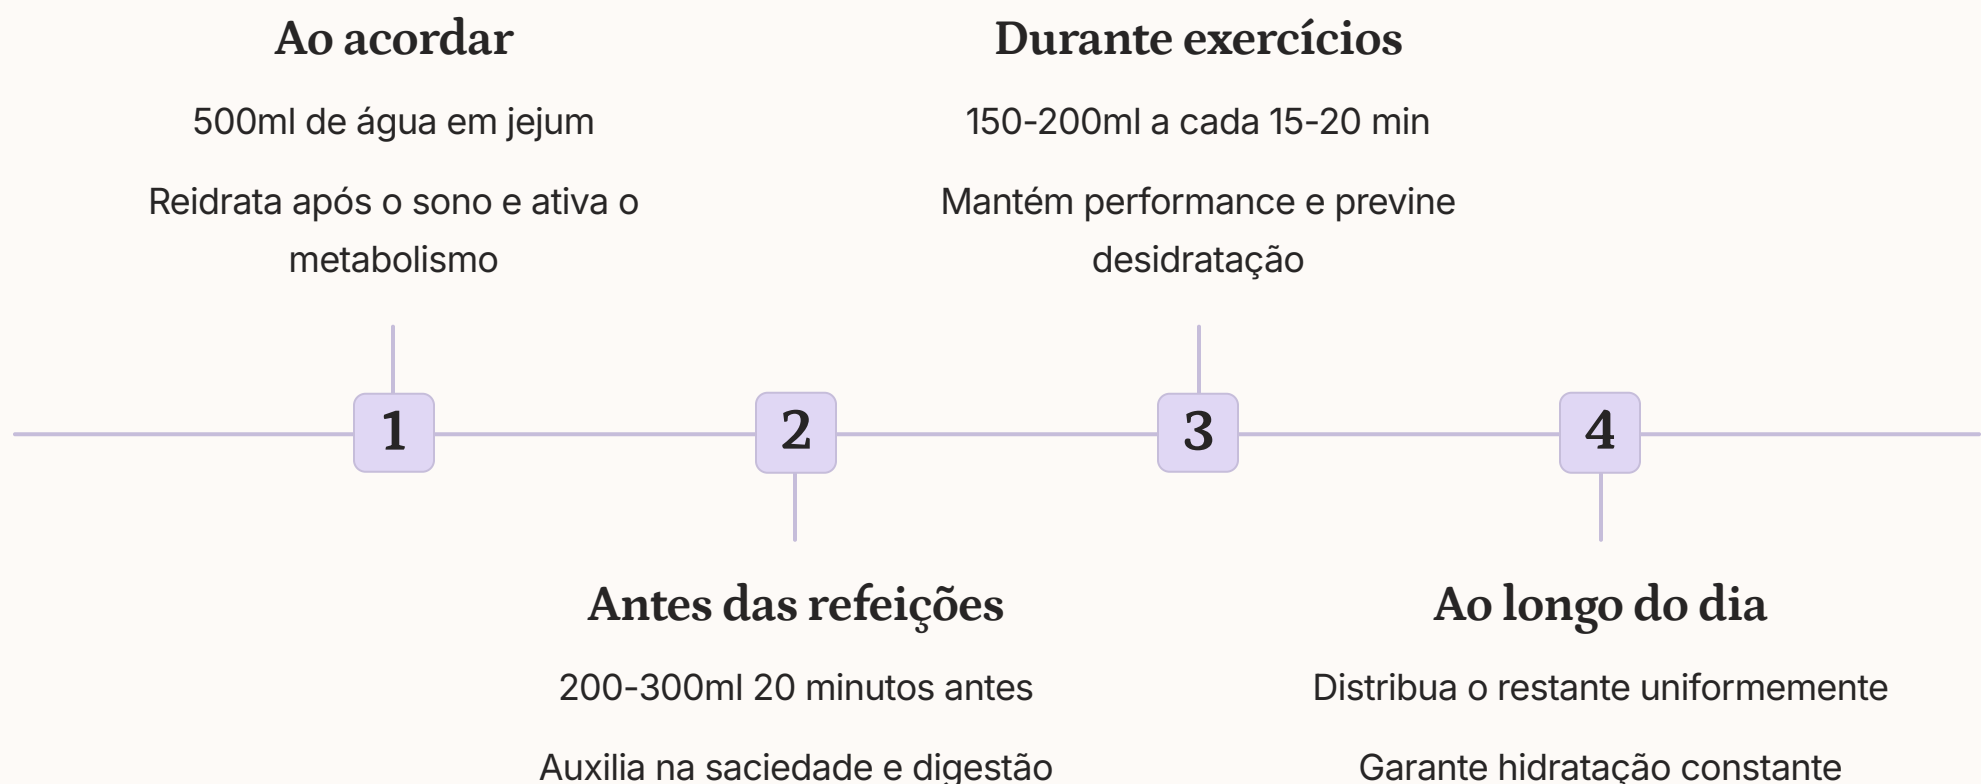 Ao acordar
500ml de água em jejum
Reidrata após o sono e ativa o
metabolismo
1
Antes das refeições
200-300ml 20 minutos antes
Auxilia na saciedade e digestão
2
Durante exercícios
150-200ml a cada 15-20 min
Mantém performance e previne
desidratação
3
Ao longo do dia
Distribua o restante uniformemente
Garante hidratação constante
4